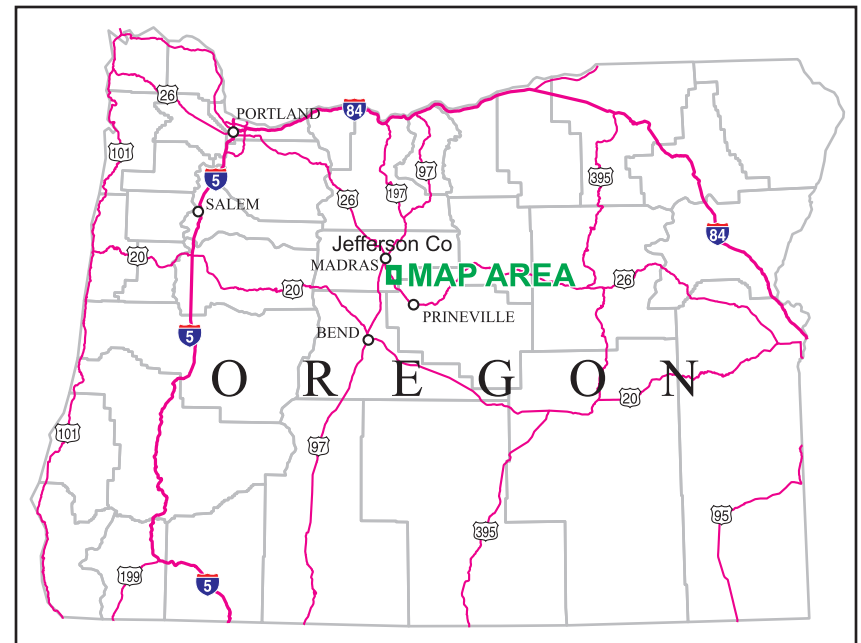 26
PORTLAND
84
101
5
97
395
197
26
SALEM
84
Jefferson Co
20
MADRAS
MAP AREA
26
20
PRINEVILLE
5
BEND
OREGON
20
101
97
95
395
199
5